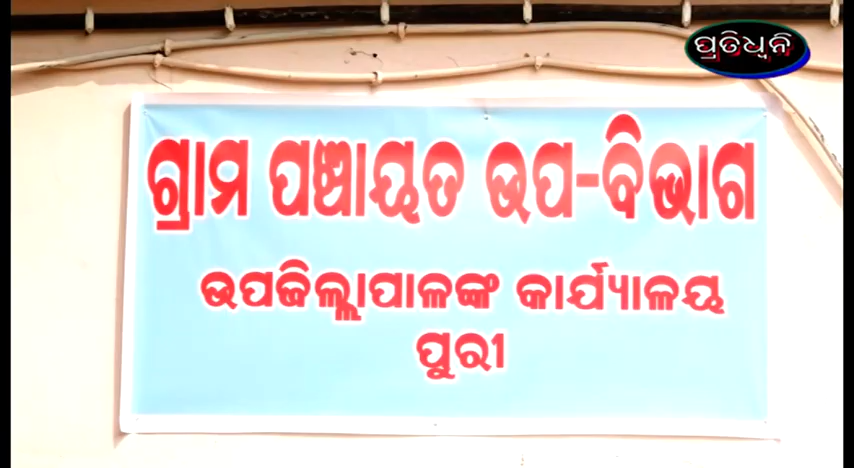 ପ୍ରତିଧ୍ୱନି
ଗ୍ରାମ ପଞ୍ଚାୟତ ଉପ-ବିଭାଗ
ଉପଜିଲ୍ଲାପାଳଙ୍କ କାର୍ଯ୍ୟାଳୟ
ପୁରୀ